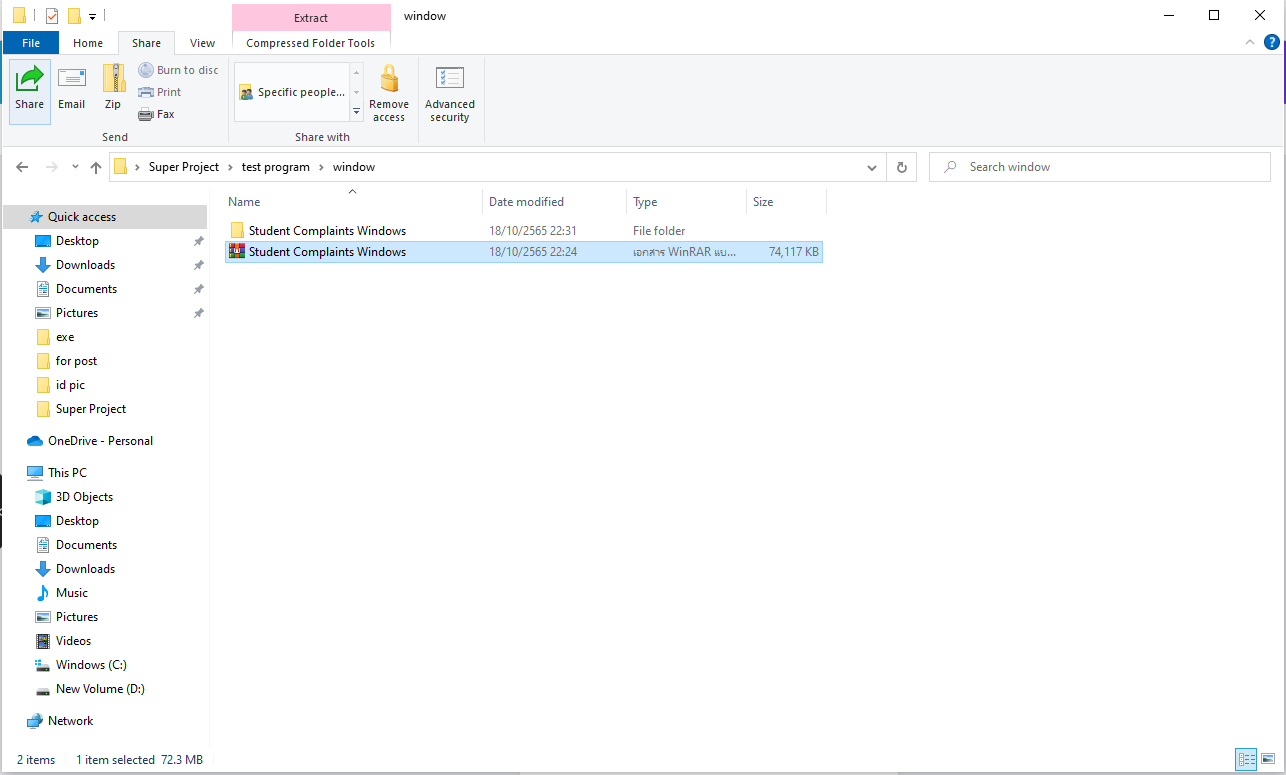 Extract
window
File
Home
Share
View
Compressed Folder Tools
Share
Email
Zip
Burn to disc
Print
Fax
Send
Specific people...
Remove access
Share with
Advanced security
Super Project
test program
window
Search window
Name
Date modified
Type
Size
Student Complaints Windows
18/10/2565 22:31
File folder
Student Complaints Windows
18/10/2565 22:24
เอกสาร WinRAR แบ...
74,117 KB
Quick access
Desktop
Downloads
Documents
Pictures
exe
for post
id pic
Super Project
OneDrive - Personal
This PC
3D Objects
Desktop
Documents
Downloads
Music
Pictures
Videos
Windows (C:)
New Volume (D:)
Network
2 items
1 item selected 72.3 MB